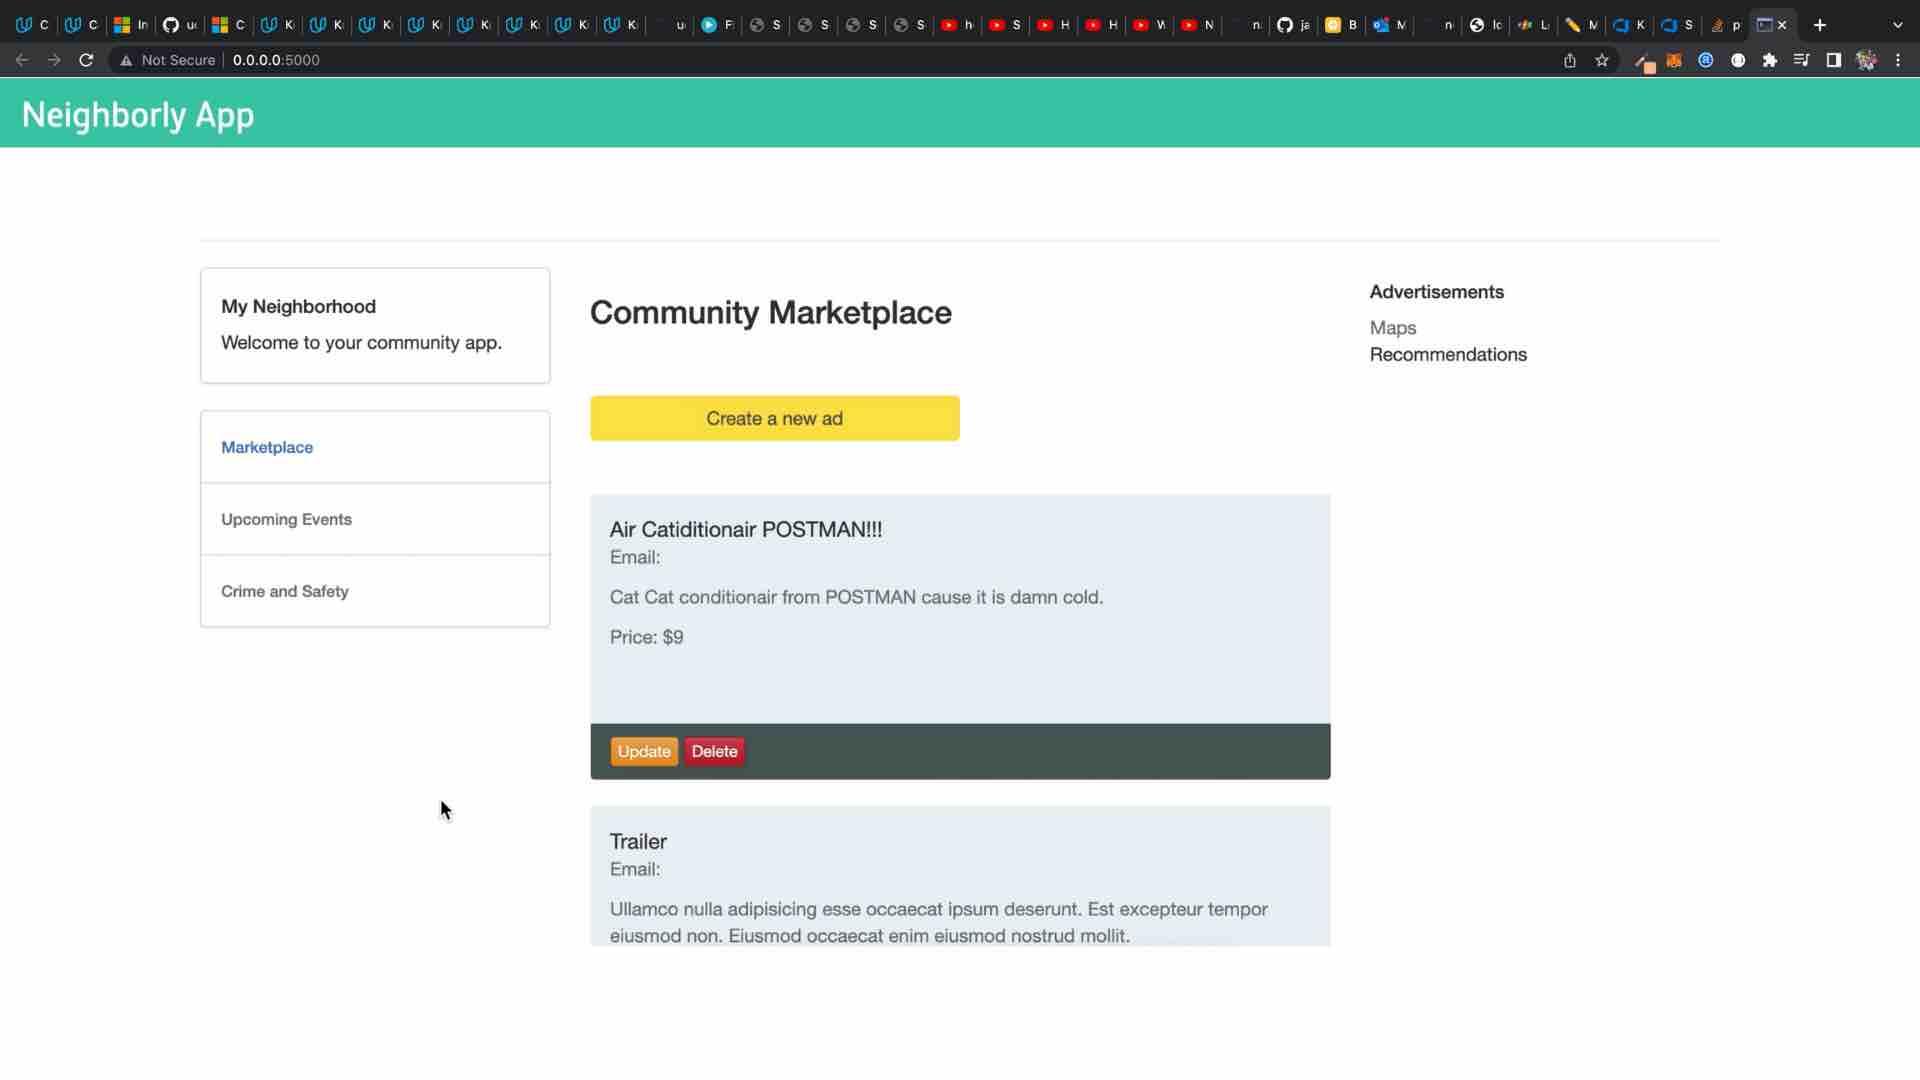 Not Secure
0.0.0.0:5000
Neighborly App
My Neighborhood
Welcome to your community app.
Marketplace
Upcoming Events
Crime and Safety
Community Marketplace
Create a new ad
Air Catiditionair POSTMAN!!!
Email:
Cat Cat conditionair from POSTMAN cause it is damn cold.
Price: $9
Update Delete
Trailer
Email:
Ullamco nulla adipisicing esse occaecat ipsum deserunt. Est excepteur tempor
eiusmod non. Eiusmod occaecat enim eiusmod nostrud mollit.
Advertisements
Maps
Recommendations